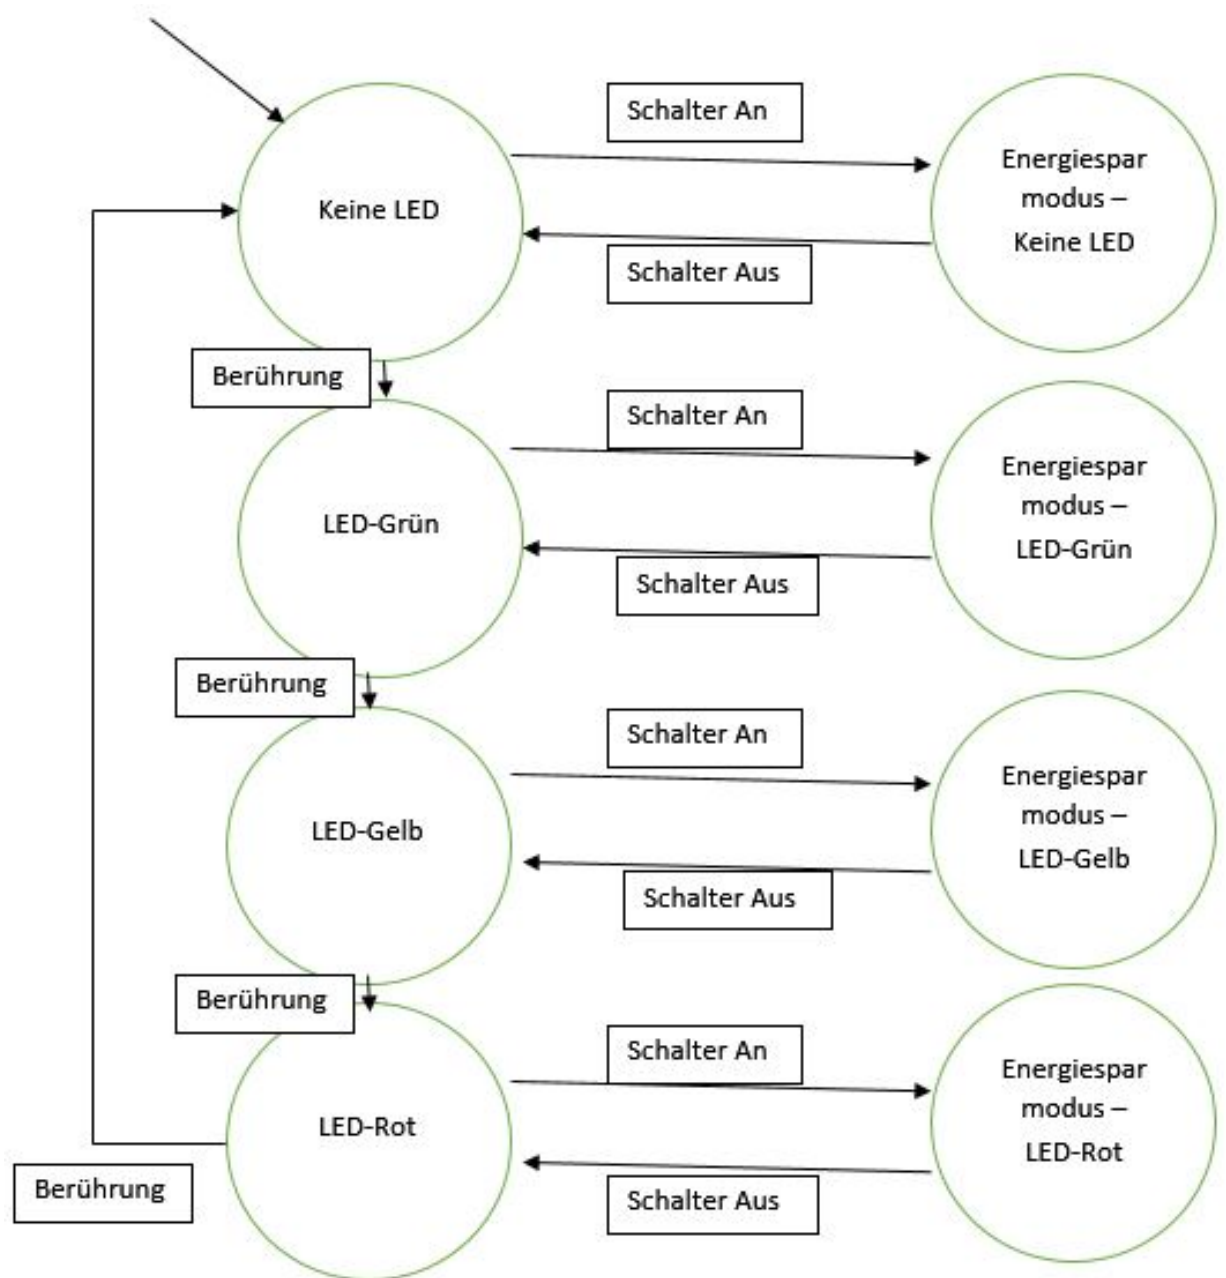 Schalter An
Energiespar
modus –
Keine LED
Keine LED
Schalter Aus
Berührung
Schalter An
Energiespar
modus –
LED-Grün
LED-Grün
Schalter Aus
Berührung
Schalter An
Energiespar
modus –
LED-Gelb
LED-Gelb
Schalter Aus
Berührung
Schalter An
Energiespar
modus –
LED-Rot
LED-Rot
Berührung
Schalter Aus